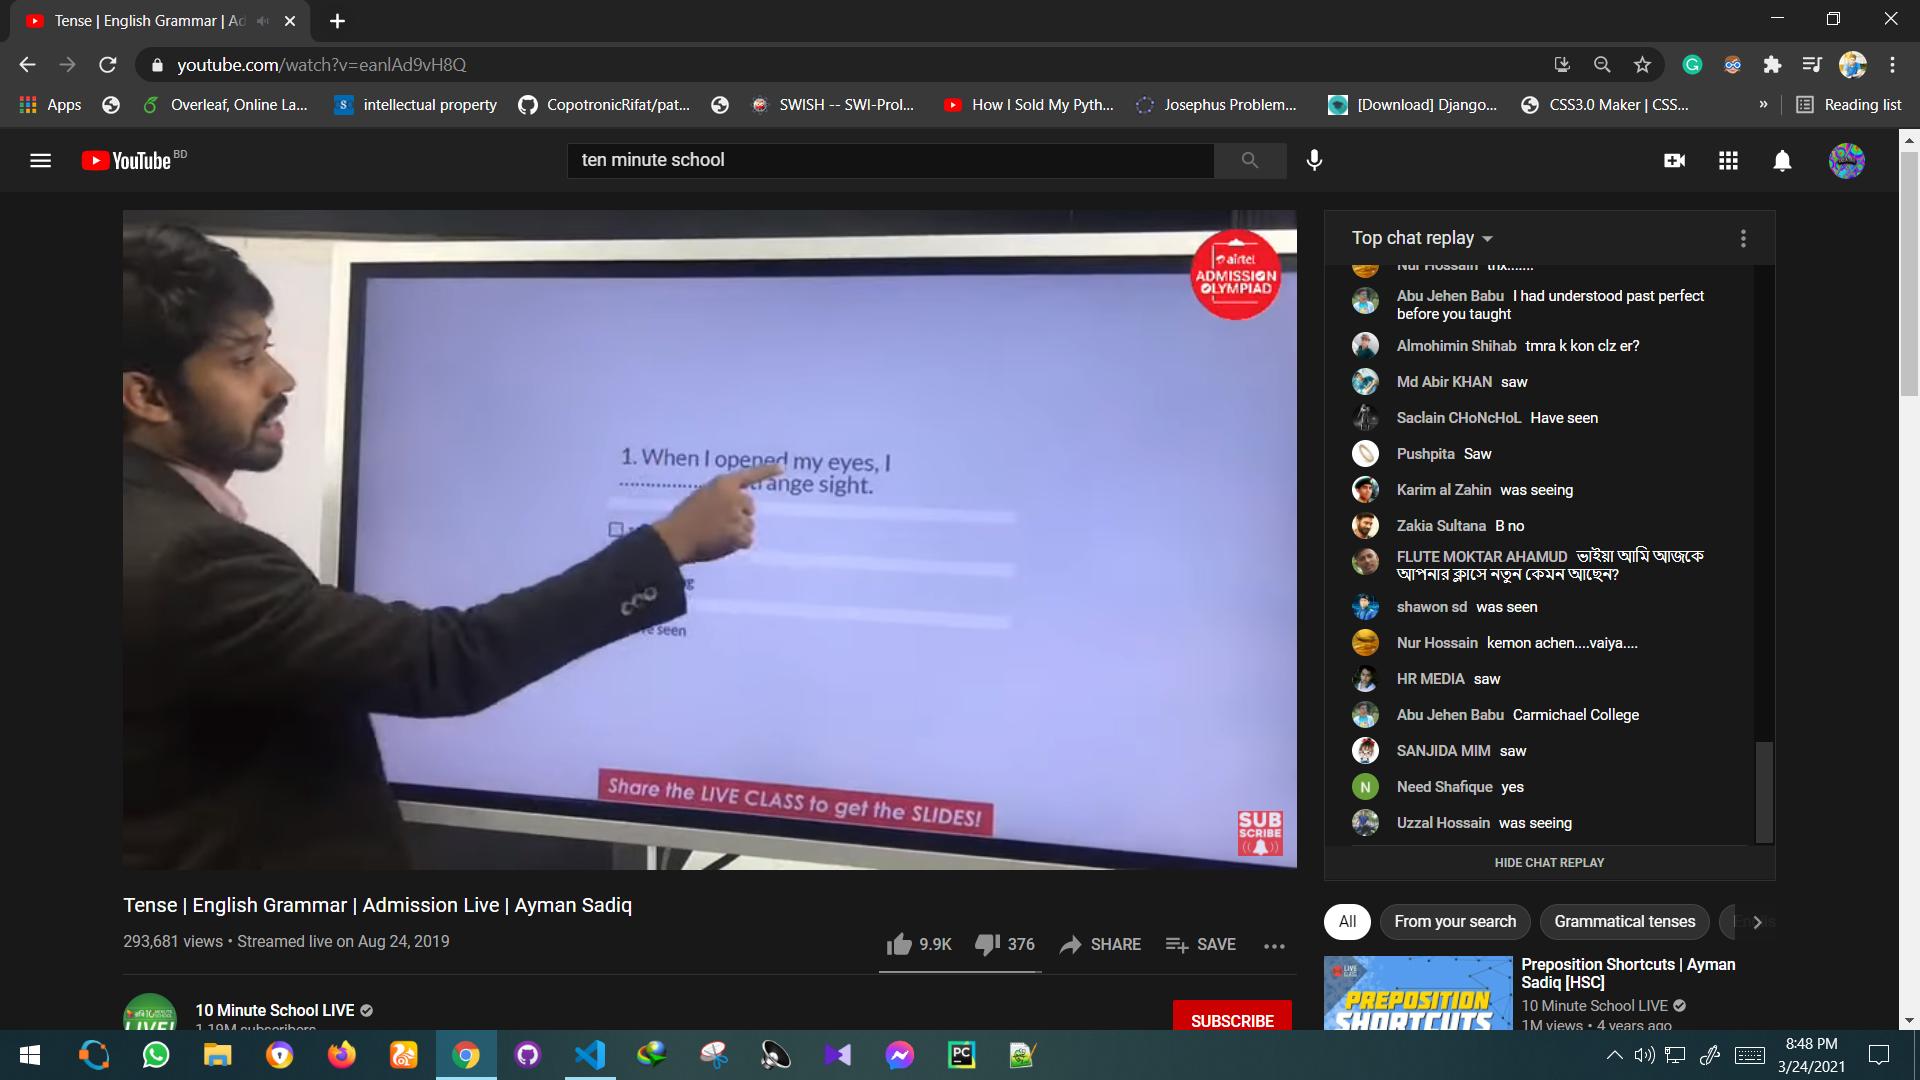 Tense | English Grammar | Ad
youtube.com/watch?v=eanlAd9vH8Q
Apps
Overleaf, Online La...
intellectual property
CopotronicRifat/pat...
SWISH -- SWI-Prol...
How I Sold My Pyth...
Josephus Problem...
[Download] Django...
CSS3.0 Maker | CSS...
»
Reading list
YouTube BD
ten minute school
airtel
ADMISSION
OLYMPIAD
1. When I opened my eyes, I
.................. strange sight.
seen
Share the LIVE CLASS to get the SLIDES!
SUB
SCRIBE
Top chat replay
Nur Hossain thx.......
Abu Jehen Babu I had understood past perfect
before you taught
Almohimin Shihab tmra k kon clz er?
Md Abir KHAN saw
Saclain CHoNcHoL Have seen
Pushpita Saw
Karim al Zahin was seeing
Zakia Sultana B no
FLUTE MOKTAR AHAMUD ভাইয়া আমি আজকে
আপনার ক্লাসে নতুন কেমন আছেন?
shawon sd was seen
Nur Hossain kemon achen....vaiya....
HR MEDIA saw
Abu Jehen Babu Carmichael College
SANJIDA MIM saw
N Need Shafique yes
Uzzal Hossain was seeing
HIDE CHAT REPLAY
Tense | English Grammar | Admission Live | Ayman Sadiq
293,681 views • Streamed live on Aug 24, 2019
9.9K
376
SHARE
SAVE
10 Minute School LIVE
1.19M subscribers
SUBSCRIBE
All
From your search
Grammatical tenses
LIVE
PREPOSITION
SHORTCUTS
Preposition Shortcuts | Ayman
Sadiq [HSC]
10 Minute School LIVE
1M views • 4 years ago
PC
8:48 PM
3/24/2021